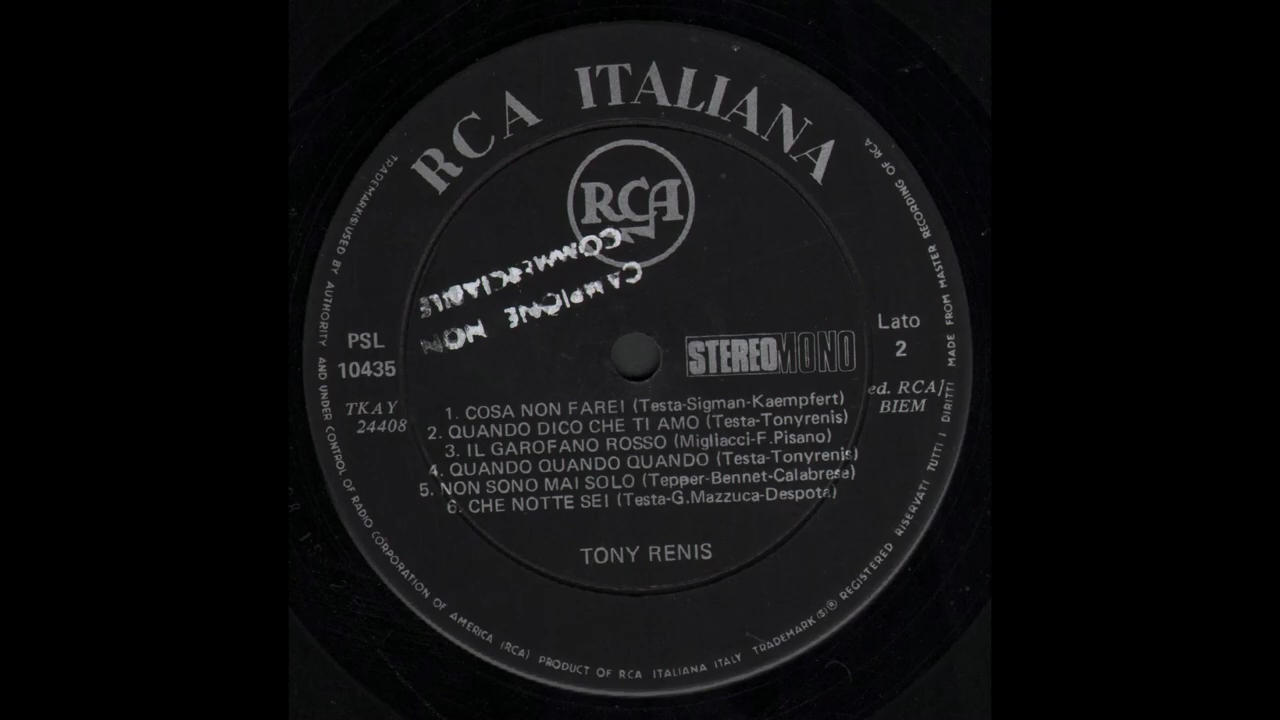 RCA ITALIANA
RCA
CAMPIONE NON
COMMERCIABILE
PSL
10435
TKAY
24408
STEREO MONO
Lato
2
ed. RCA]
BIEM
1. COSA NON FAREI (Testa-Sigman-Kaempfert)
2. QUANDO DICO CHE TI AMO (Testa-Tonyrenis)
3. IL GAROFANO ROSSO (Migliacci-F.Pisano)
4. QUANDO QUANDO QUANDO (Testa-Tonyrenis)
5. NON SONO MAI SOLO (Tepper-Bennet-Calabrese)
6. CHE NOTTE SEI (Testa-G.Mazzuca-Despota)
TONY RENIS
TRADEMARK(S) USED BY AUTHORITY AND UNDER CONTROL OF RADIO CORPORATION OF AMERICA (RCA) PRODUCT OF RCA ITALIANA ITALY TRADEMARK(S)® REGISTERED RISERVATI TUTTI I DIRITTI MADE FROM MASTER RECORDING OF RCA